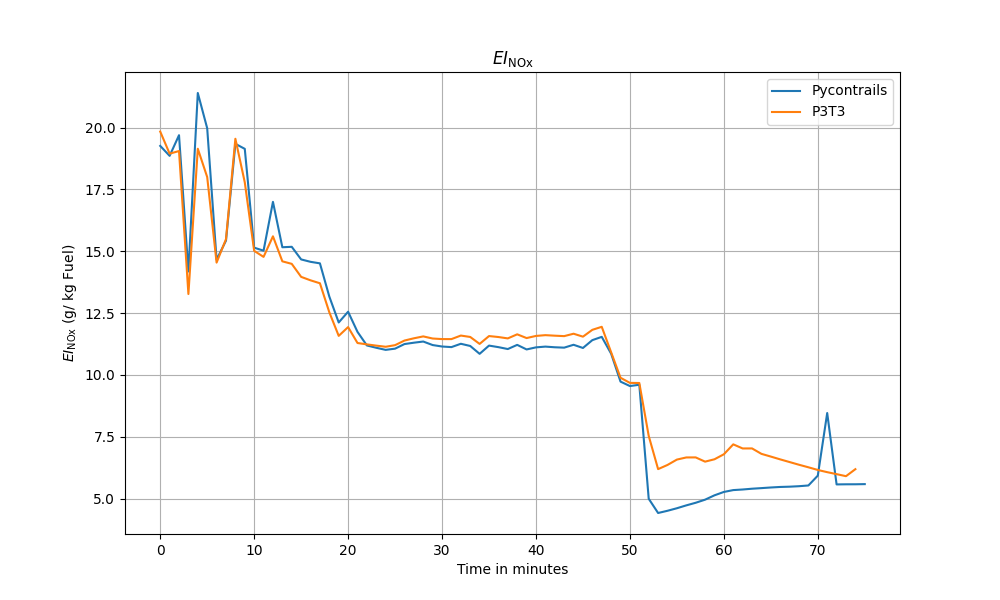 EI_NOx
Pycontrails
P3T3
EI_NOx (g/ kg Fuel)
20.0
17.5
15.0
12.5
10.0
7.5
5.0
0 10 20 30 40 50 60 70
Time in minutes